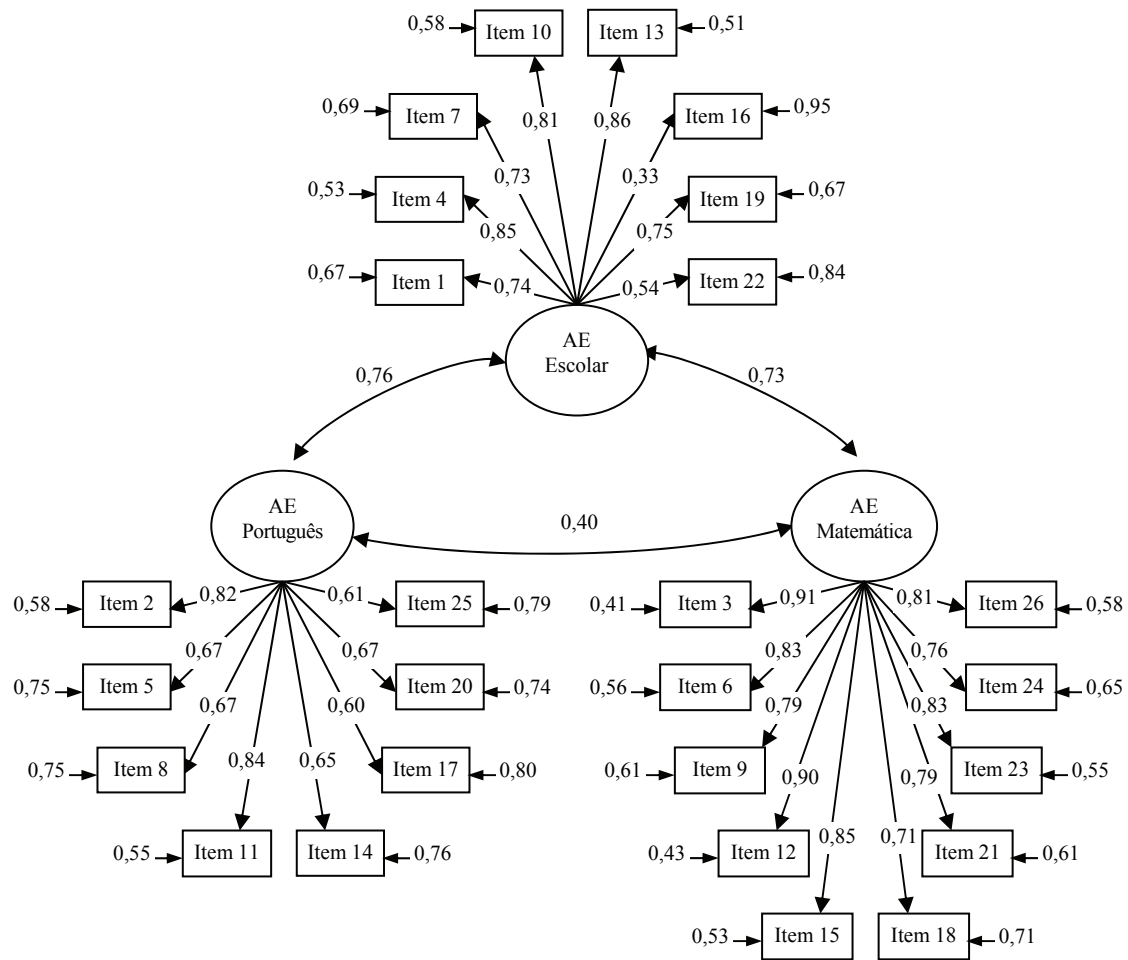 0,58 Item 10 Item 13 0,51
0,69 Item 7 0,81 0,86 Item 16 0,95
0,73 0,33
0,53 Item 4 Item 19 0,67
0,85 0,75
0,67 Item 1 0,74 0,54 Item 22 0,84
AE
Escolar
0,76 0,73
AE
Português
0,40
AE
Matemática
0,58 Item 2 0,82 0,61 Item 25 0,79
0,67 0,67
0,75 Item 5 Item 20 0,74
0,67 0,60
0,75 Item 8 0,84 0,65 Item 17 0,80
0,55 Item 11 Item 14 0,76
0,41 Item 3 0,91 0,81 Item 26 0,58
0,83 0,76
0,56 Item 6 Item 24 0,65
0,79 0,83
0,61 Item 9 0,90 0,79 Item 23 0,55
0,43 Item 12 0,85 0,71 Item 21 0,61
0,53 Item 15 Item 18 0,71